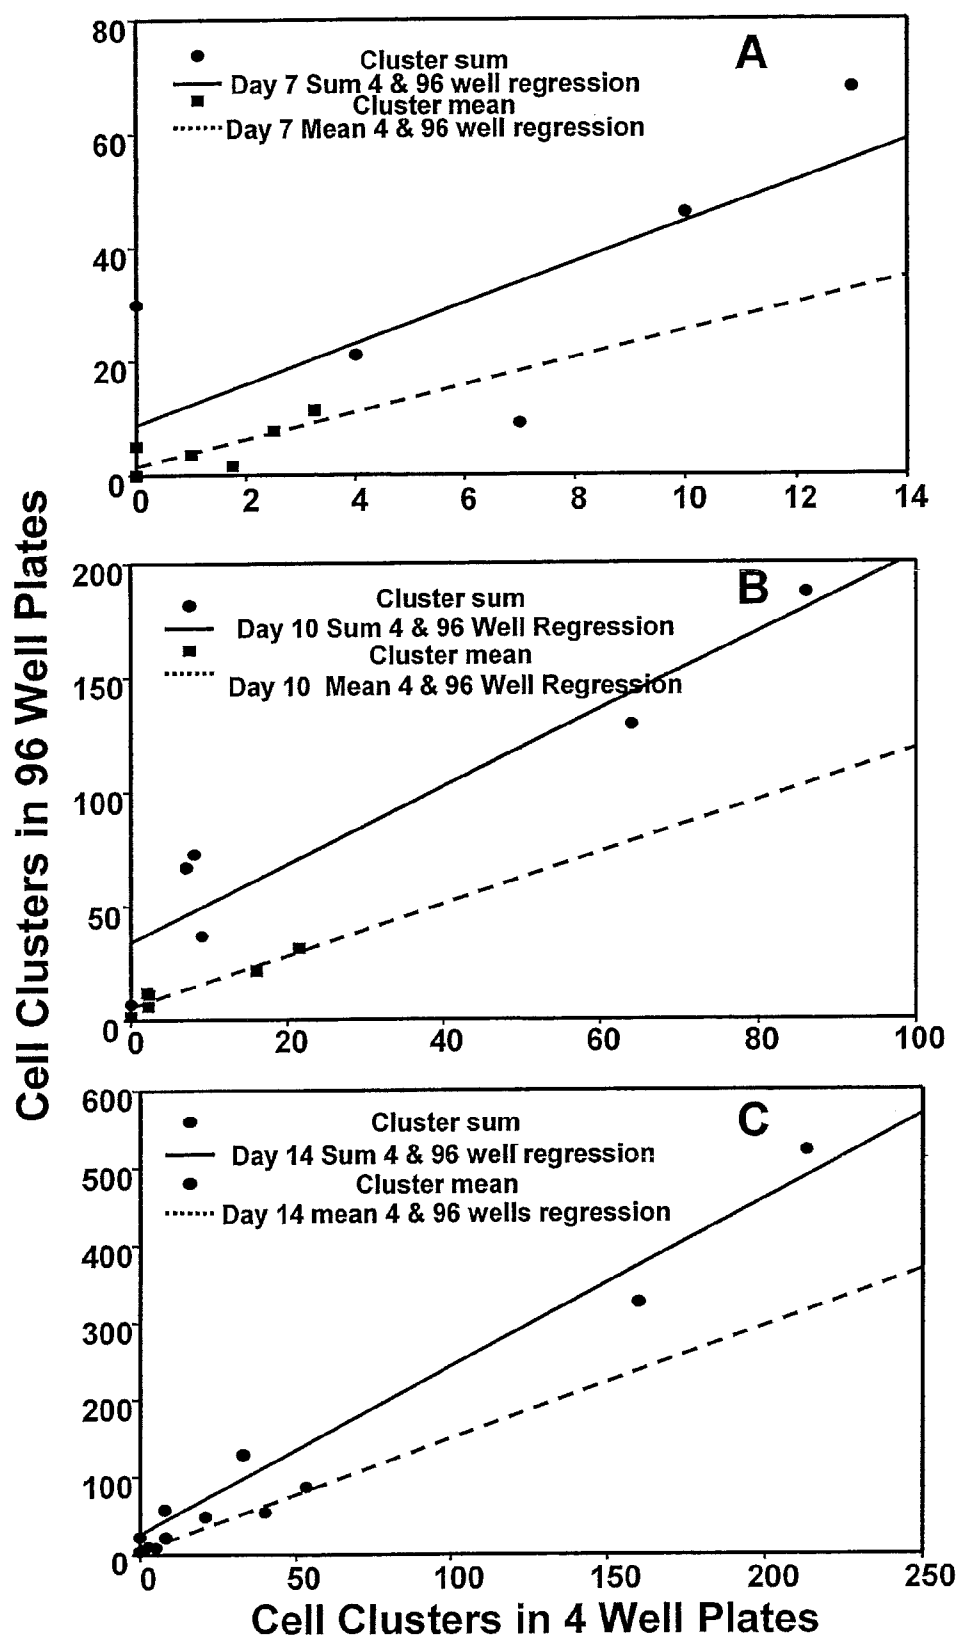 80
A
Cluster sum
Day 7 Sum 4 & 96 well regression
Cluster mean
Day 7 Mean 4 & 96 well regression
60
40
20
0
0 2 4 6 8 10 12 14
200
B
Cluster sum
Day 10 Sum 4 & 96 Well Regression
Cluster mean
Day 10 Mean 4 & 96 Well Regression
150
100
50
0
0 20 40 60 80 100
600
C
Cluster sum
Day 14 Sum 4 & 96 well regression
Cluster mean
Day 14 mean 4 & 96 wells regression
500
400
300
200
100
0
0 50 100 150 200 250
Cell Clusters in 96 Well Plates
Cell Clusters in 4 Well Plates